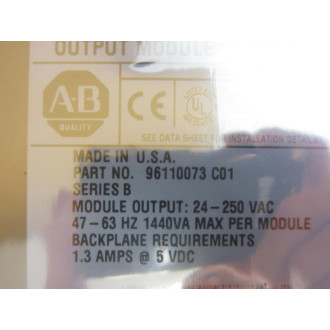 OUTPUT MODULE
A-B
QUALITY
CE
UL
SEE DATA SHEET FOR INSTALLATION DETAILS
MADE IN U.S.A.
PART NO. 96110073 C01
SERIES B
MODULE OUTPUT: 24-250 VAC
47-63 HZ 1440VA MAX PER MODULE
BACKPLANE REQUIREMENTS
1.3 AMPS @ 5 VDC